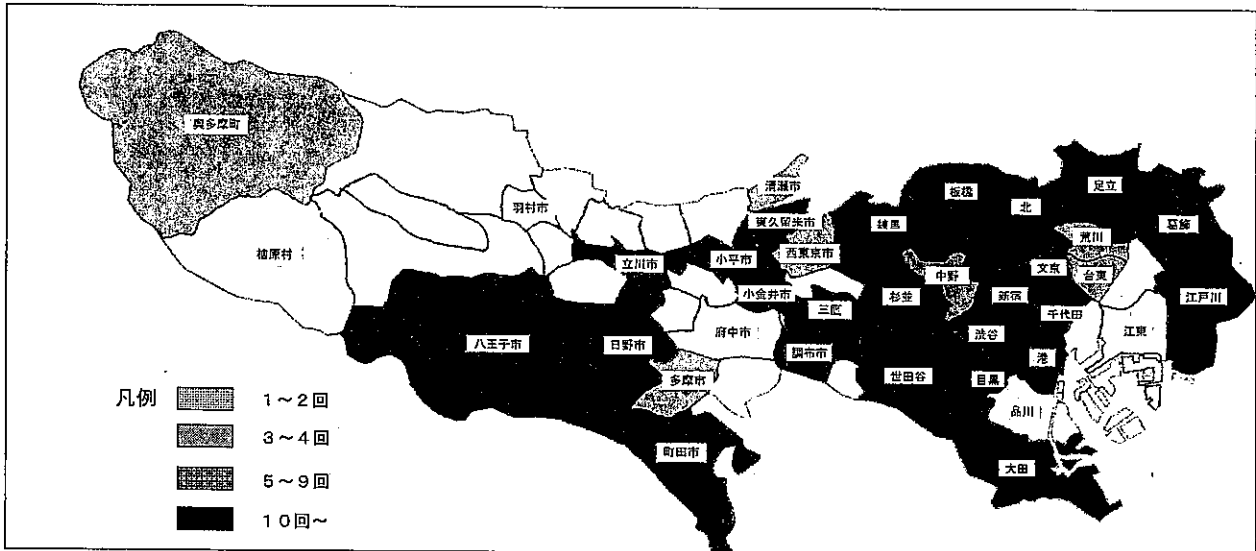 奥多摩町
檜原村
羽村市
立川市
八王子市
日野市
多摩市
町田市
府中市
小平市
小金井市
清瀬市
東久留米市
西東京市
三鷹
調布市
練馬
板橋
北
足立
葛飾
荒川
台東
文京
中野
杉並
新宿
千代田
江戸川
江東
渋谷
港
世田谷
目黒
品川
大田
凡例
1～2回
3～4回
5～9回
10回～